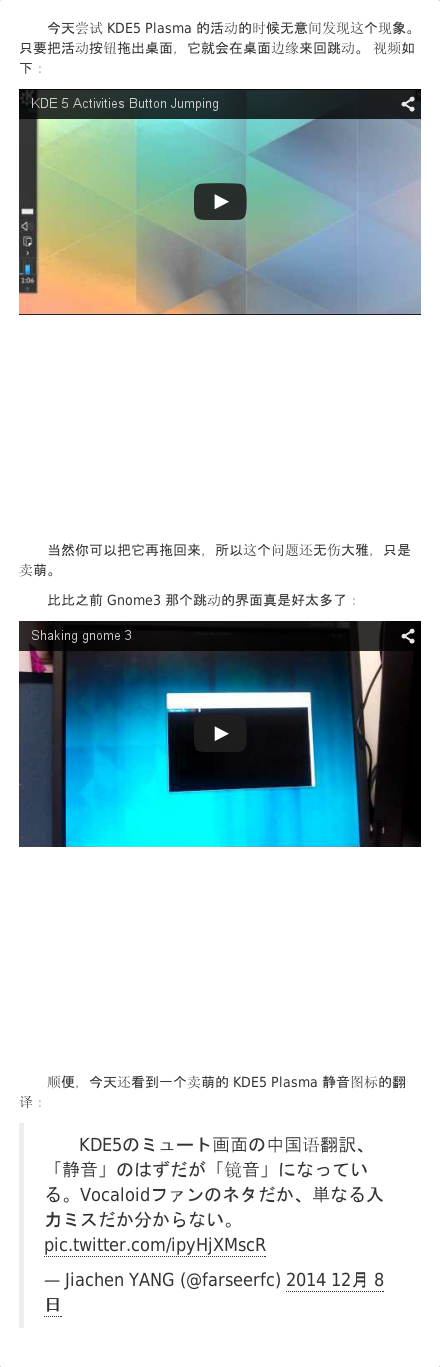 今天尝试 KDE5 Plasma 的活动的时候无意间发现这个现象。
只要把活动按钮拖出桌面，它就会在桌面边缘来回跳动。 视频如
下：
KDE 5 Activities Button Jumping
1:06
当然你可以把它再拖回来，所以这个问题还无伤大雅，只是
卖萌。
比比之前 Gnome3 那个跳动的界面真是好太多了：
Shaking gnome 3
顺便，今天还看到一个卖萌的 KDE5 Plasma 静音图标的翻
译：
KDE5のミュート画面の中国语翻訳、
「静音」のはずだが「镜音」になってい
る。Vocaloidファンのネタだか、単なる入
力ミスだか分からない。
pic.twitter.com/ipyHjXMscR
— Jiachen YANG (@farseerfc) 2014 12月 8
日